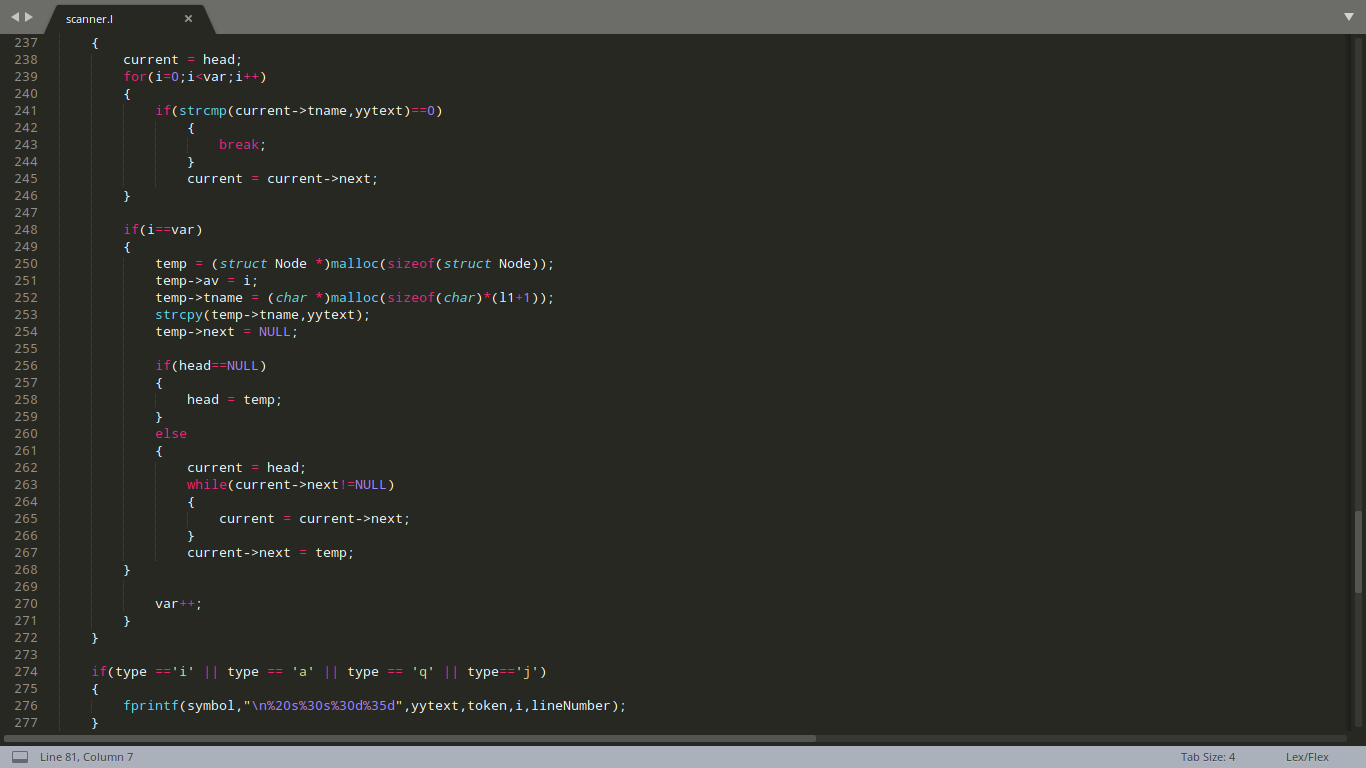 scanner.l ×
237 {
238 current = head;
239 for(i=0;i<var;i++)
240 {
241 if(strcmp(current->tname,yytext)==0)
242 {
243 break;
244 }
245 current = current->next;
246 }
247
248 if(i==var)
249 {
250 temp = (struct Node *)malloc(sizeof(struct Node));
251 temp->av = i;
252 temp->tname = (char *)malloc(sizeof(char)*(l1+1));
253 strcpy(temp->tname,yytext);
254 temp->next = NULL;
255
256 if(head==NULL)
257 {
258 head = temp;
259 }
260 else
261 {
262 current = head;
263 while(current->next!=NULL)
264 {
265 current = current->next;
266 }
267 current->next = temp;
268 }
269
270 var++;
271 }
272 }
273
274 if(type =='i' || type == 'a' || type == 'q' || type=='j')
275 {
276 fprintf(symbol,"\n%20s%30s%30d%35d",yytext,token,i,lineNumber);
277 }
Line 81, Column 7 Tab Size: 4 Lex/Flex